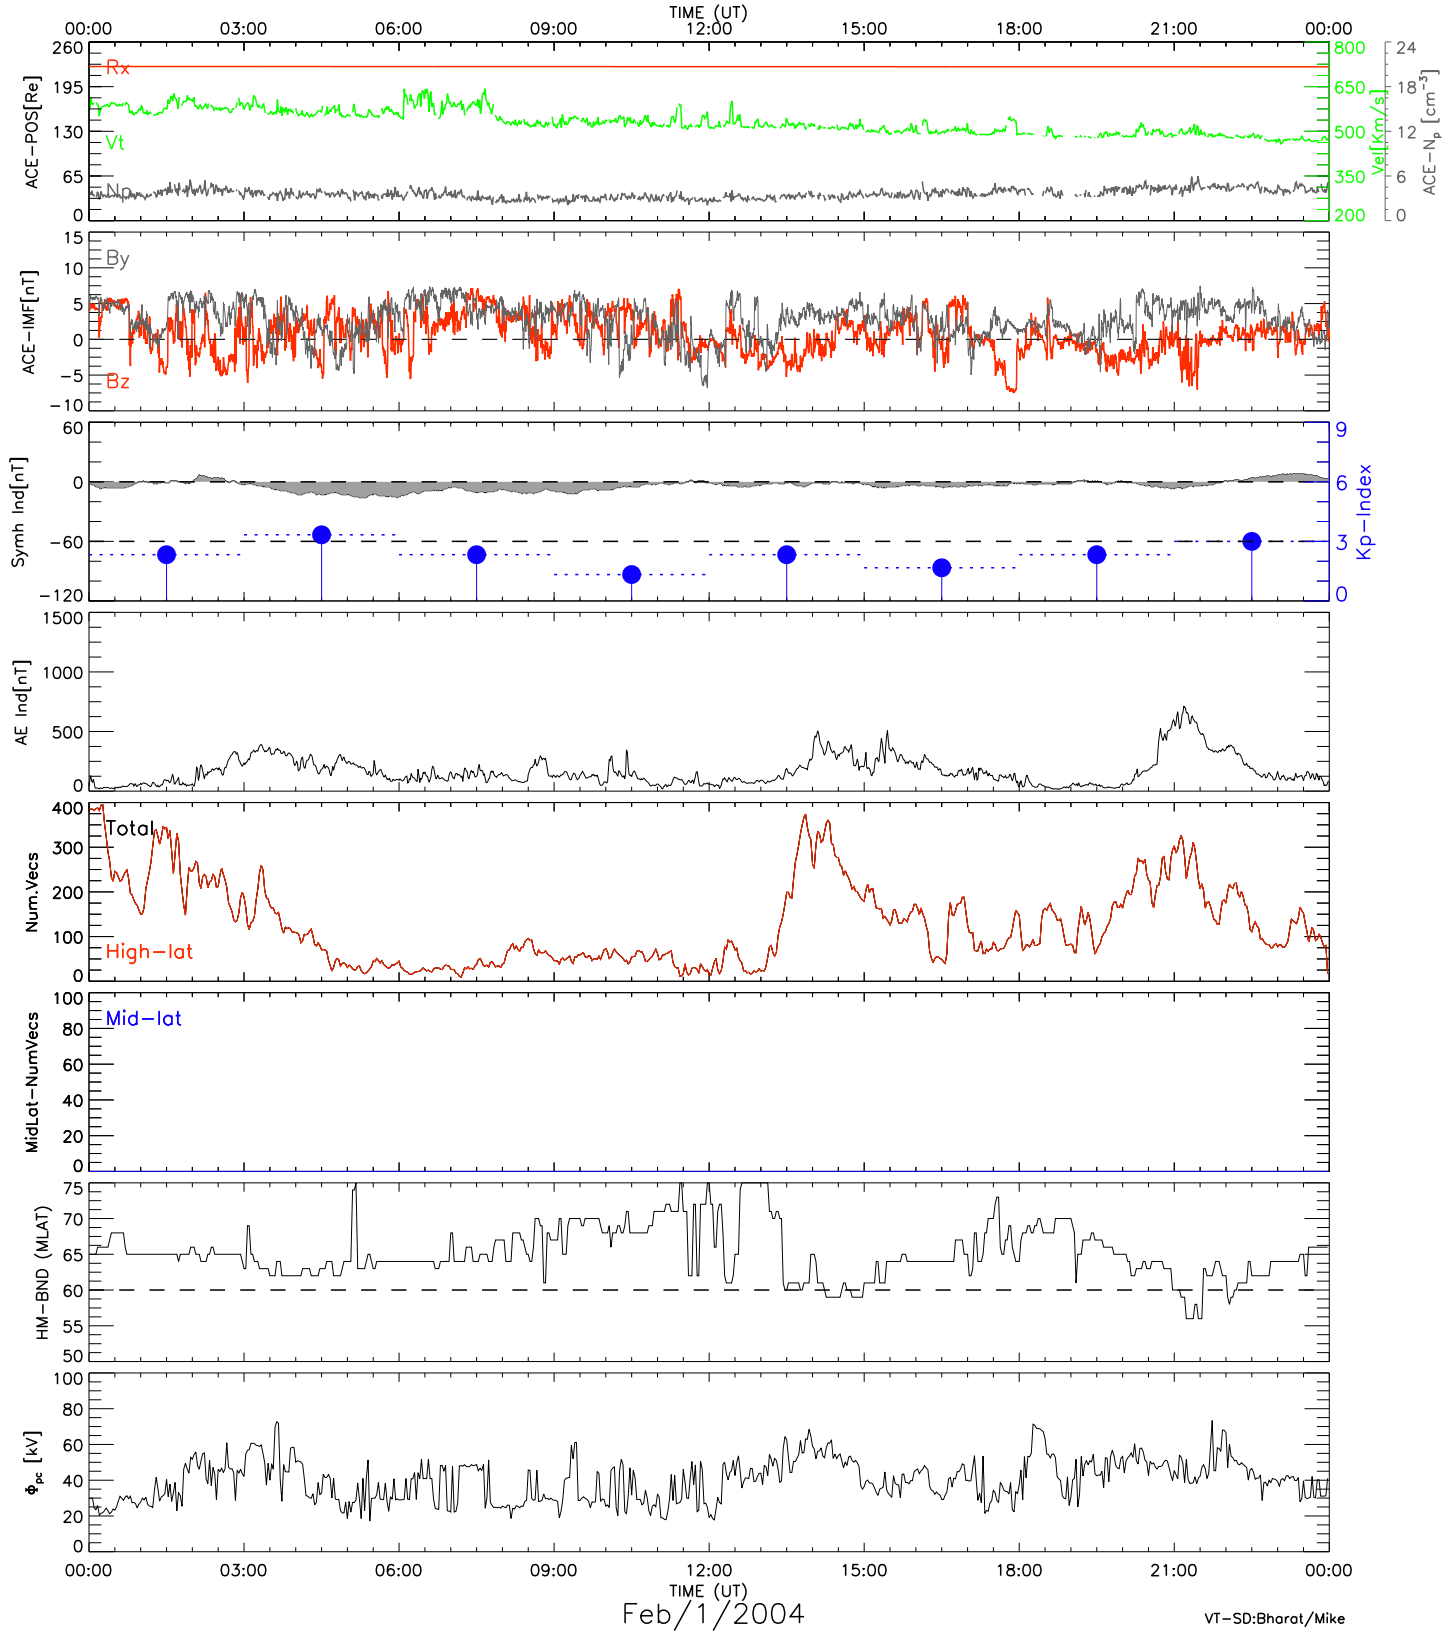 TIME (UT)
00:00 03:00 06:00 09:00 12:00 15:00 18:00 21:00 00:00
ACE-POS[Re]
260
195
130
65
0
Rx
Vt
Np
800
650
500
350
200
Vel[Km/s]
24
18
12
6
0
ACE-Np [cm-3]
ACE-IMF[nT]
15
10
5
0
-5
-10
By
Bz
Symh Ind[nT]
60
0
-60
-120
9
6
3
0
Kp-Index
AE Ind[nT]
1500
1000
500
0
Num.Vecs
400
300
200
100
0
Total
High-lat
MidLat-NumVecs
100
80
60
40
20
0
Mid-lat
HM-BND (MLAT)
75
70
65
60
55
50
Φpc [kV]
100
80
60
40
20
0
00:00 03:00 06:00 09:00 12:00 15:00 18:00 21:00 00:00
TIME (UT)
Feb/1/2004
VT-SD:Bharat/Mike